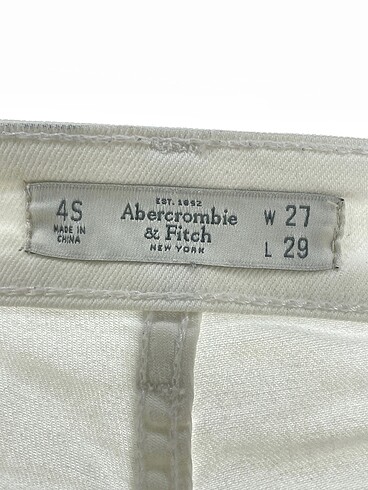 4S
MADE IN
CHINA
EST. 1892
Abercrombie
& Fitch
NEW YORK
W 27
L 29